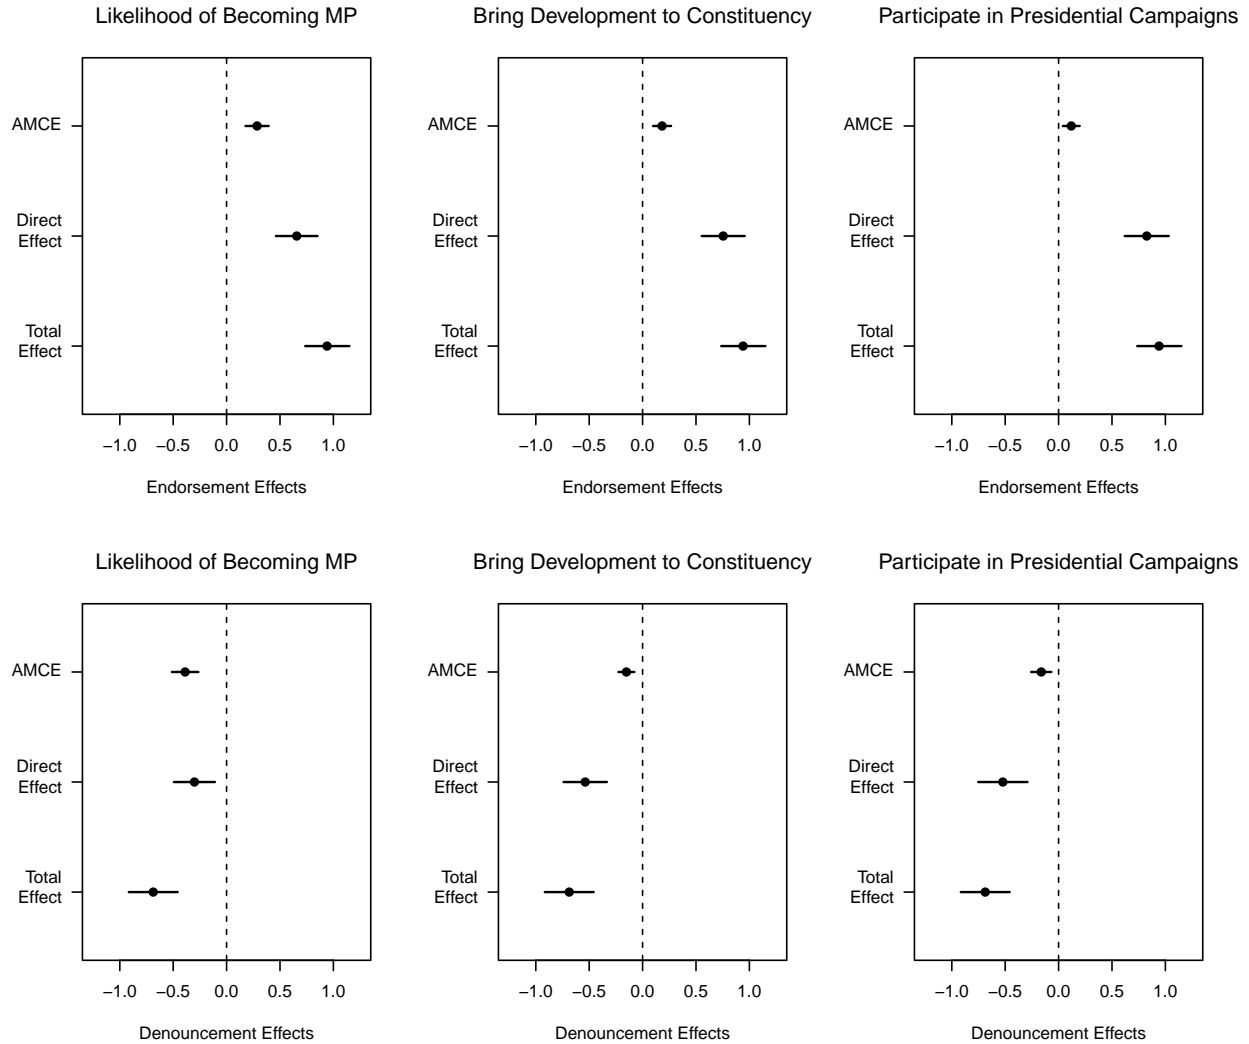 Likelihood of Becoming MP
AMCE
Direct
Effect
Total
Effect
−1.0 −0.5 0.0 0.5 1.0
Endorsement Effects
Bring Development to Constituency
AMCE
Direct
Effect
Total
Effect
−1.0 −0.5 0.0 0.5 1.0
Endorsement Effects
Participate in Presidential Campaigns
AMCE
Direct
Effect
Total
Effect
−1.0 −0.5 0.0 0.5 1.0
Endorsement Effects
Likelihood of Becoming MP
AMCE
Direct
Effect
Total
Effect
−1.0 −0.5 0.0 0.5 1.0
Denouncement Effects
Bring Development to Constituency
AMCE
Direct
Effect
Total
Effect
−1.0 −0.5 0.0 0.5 1.0
Denouncement Effects
Participate in Presidential Campaigns
AMCE
Direct
Effect
Total
Effect
−1.0 −0.5 0.0 0.5 1.0
Denouncement Effects